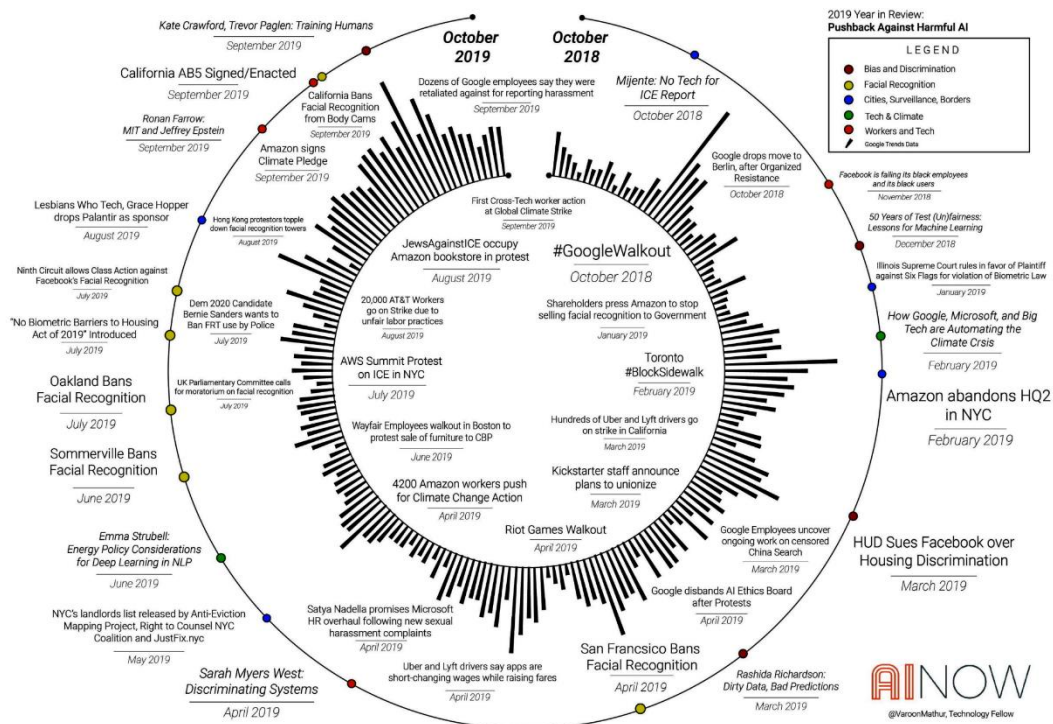 2019 Year in Review:
Pushback Against Harmful AI
LEGEND
Bias and Discrimination
Facial Recognition
Cities, Surveillance, Borders
Tech & Climate
Workers and Tech
Google Trends Data
October
2018
Mijente: No Tech for
ICE Report
October 2018
Google drops move to
Berlin, after Organized
Resistance
October 2018
#GoogleWalkout
October 2018
Facebook is failing its black employees
and its black users
November 2018
50 Years of Test (Un)fairness:
Lessons for Machine Learning
December 2018
Illinois Supreme Court rules in favor of Plaintiff
against Six Flags for violation of Biometric Law
January 2019
Shareholders press Amazon to stop
selling facial recognition to Government
January 2019
How Google, Microsoft, and Big
Tech are Automating the
Climate Crsis
February 2019
Toronto
#BlockSidewalk
February 2019
Amazon abandons HQ2
in NYC
February 2019
Hundreds of Uber and Lyft drivers go
on strike in California
March 2019
Kickstarter staff announce
plans to unionize
March 2019
HUD Sues Facebook over
Housing Discrimination
March 2019
Google Employees uncover
ongoing work on censored
China Search
March 2019
Rashida Richardson:
Dirty Data, Bad Predictions
March 2019
Google disbands AI Ethics Board
after Protests
April 2019
Riot Games Walkout
April 2019
San Francsico Bans
Facial Recognition
April 2019
Uber and Lyft drivers say apps are
short-changing wages while raising fares
April 2019
Satya Nadella promises Microsoft
HR overhaul following new sexual
harassment complaints
April 2019
4200 Amazon workers push
for Climate Change Action
April 2019
Sarah Myers West:
Discriminating Systems
April 2019
NYC's landlords list released by Anti-Eviction
Mapping Project, Right to Counsel NYC
Coalition and JustFix.nyc
May 2019
Emma Strubell:
Energy Policy Considerations
for Deep Learning in NLP
June 2019
Wayfair Employees walkout in Boston to
protest sale of furniture to CBP
June 2019
Sommerville Bans
Facial Recognition
June 2019
Oakland Bans
Facial Recognition
July 2019
UK Parliamentary Committee calls
for moratorium on facial recognition
July 2019
AWS Summit Protest
on ICE in NYC
July 2019
"No Biometric Barriers to Housing
Act of 2019" Introduced
July 2019
Dem 2020 Candidate
Bernie Sanders wants to
Ban FRT use by Police
July 2019
Ninth Circuit allows Class Action against
Facebook's Facial Recognition
July 2019
20,000 AT&T Workers
go on Strike due to
unfair labor practices
August 2019
JewsAgainstICE occupy
Amazon bookstore in protest
August 2019
Hong Kong protestors topple
down facial recognition towers
August 2019
Lesbians Who Tech, Grace Hopper
drops Palantir as sponsor
August 2019
First Cross-Tech worker action
at Global Climate Strike
September 2019
Amazon signs
Climate Pledge
September 2019
Ronan Farrow:
MIT and Jeffrey Epstein
September 2019
California Bans
Facial Recognition
from Body Cams
September 2019
California AB5 Signed/Enacted
September 2019
Dozens of Google employees say they were
retaliated against for reporting harassment
September 2019
Kate Crawford, Trevor Paglen: Training Humans
September 2019
October
2019
AINOW
@VaroonMathur, Technology Fellow